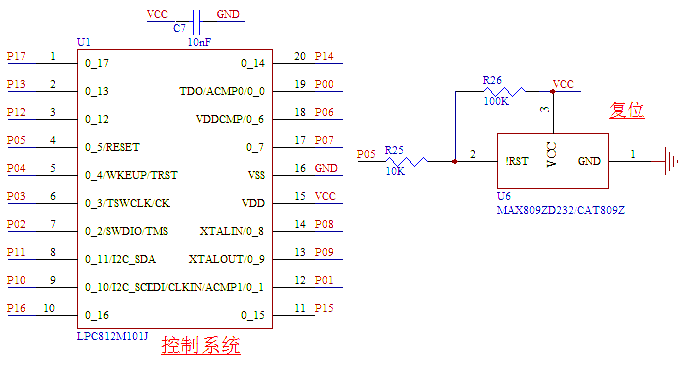 VCC
GND
C7
10nF
U1
P17 1 0_17 0_14 20 P14
P13 2 0_13 TDO/ACMP0/0_0 19 P00
P12 3 0_12 VDDCMP/0_6 18 P06
P05 4 0_5/RESET 0_7 17 P07
P04 5 0_4/WKEUP/TRST VSS 16 GND
P03 6 0_3/TSWCLK/CK VDD 15 VCC
P02 7 0_2/SWDIO/TMS XTALIN/0_8 14 P08
P11 8 0_11/I2C_SDA XTALOUT/0_9 13 P09
P10 9 0_10/I2C_SCL TDI/CLKIN/ACMP1/0_1 12 P01
P16 10 0_16 0_15 11 P15
LPC812M101J
控制系统
R26
100K
VCC
复位
3
P05
R25
10K
2
!RST
VCC
GND
1
U6
MAX809ZD232/CAT809Z